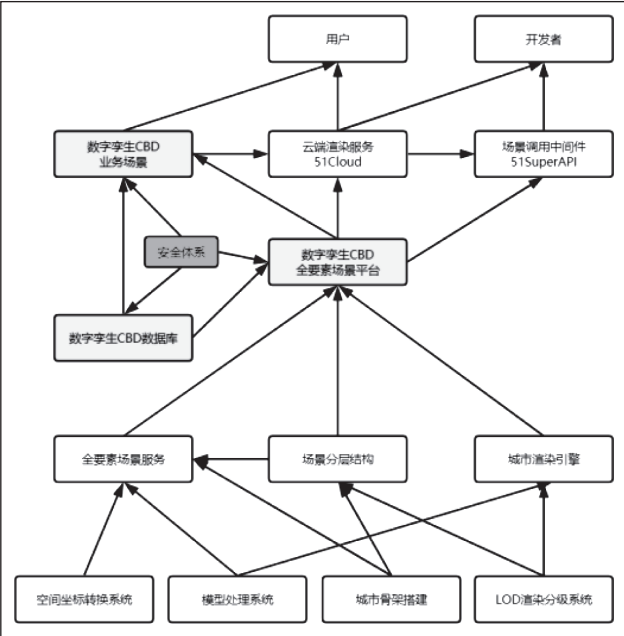 用户
开发者
数字孪生CBD
业务场景
云端渲染服务
51Cloud
场景调用中间件
51SuperAPI
安全体系
数字孪生CBD
全要素场景平台
数字孪生CBD数据库
全要素场景服务
场景分层结构
城市渲染引擎
空间坐标转换系统
模型处理系统
城市骨架搭建
LOD渲染分级系统